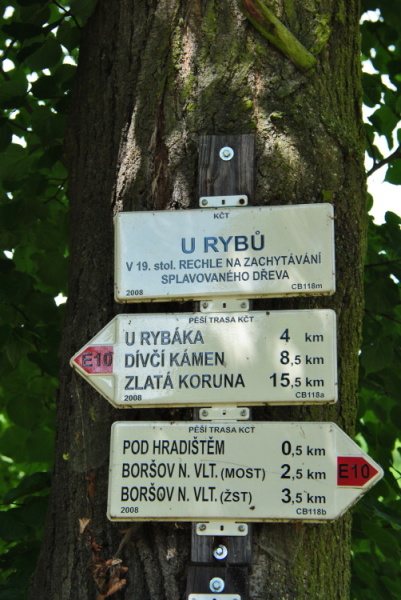 KČT
U RYBŮ
V 19. stol. RECHLE NA ZACHYTÁVÁNÍ
SPLAVOVANÉHO DŘEVA
2008 CB118m
PĚŠÍ TRASA KČT
U RYBÁKA 4 KM
E10 DÍVČÍ KÁMEN 8,5 KM
ZLATÁ KORUNA 15,5 KM
2008 CB118a
PĚŠÍ TRASA KČT
POD HRADIŠTĚM 0,5 KM
BORŠOV N. VLT. (MOST) 2,5 KM E10
BORŠOV N. VLT. (ŽST) 3,5 KM
2008 CB118b